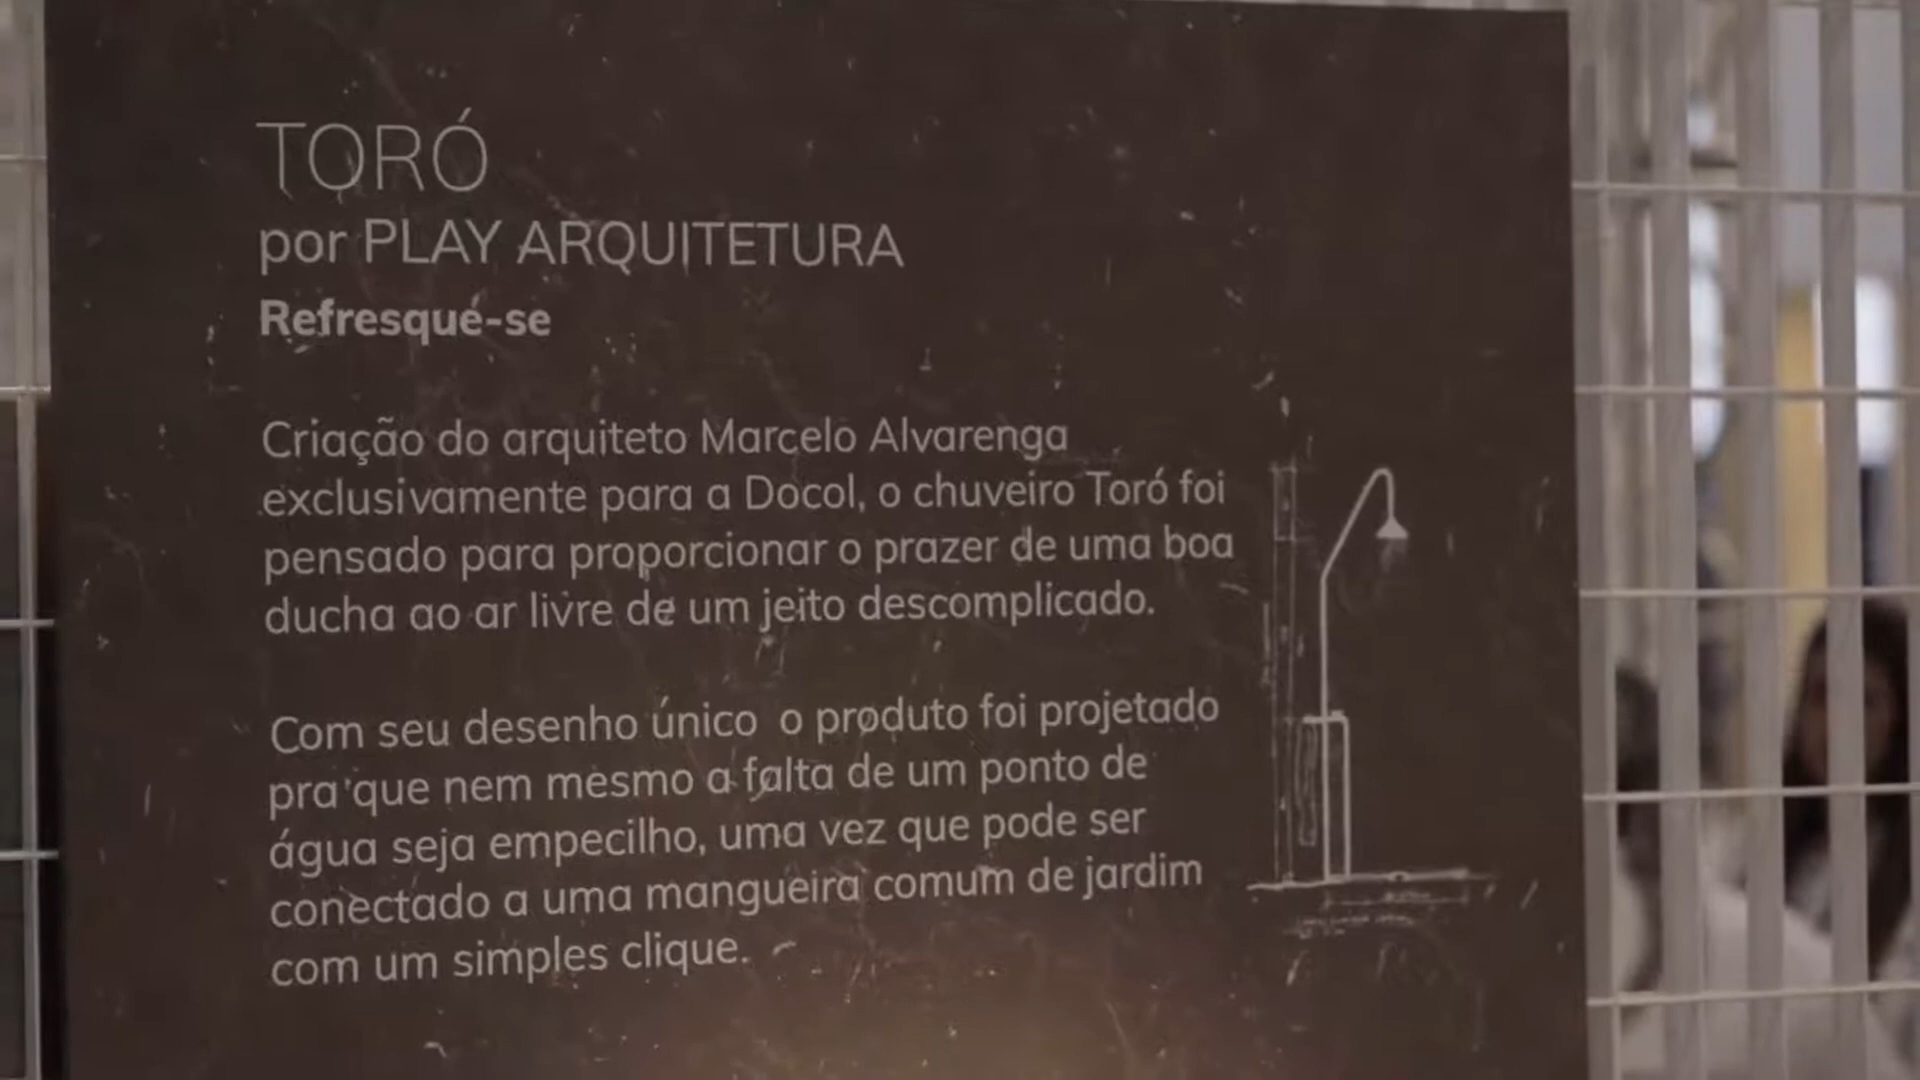 TORÓ
por PLAY ARQUITETURA
Refresque-se
Criação do arquiteto Marcelo Alvarenga
exclusivamente para a Docol, o chuveiro Toró foi
pensado para proporcionar o prazer de uma boa
ducha ao ar livre de um jeito descomplicado.
Com seu desenho único o produto foi projetado
pra que nem mesmo a falta de um ponto de
água seja empecilho, uma vez que pode ser
conectado a uma mangueira comum de jardim
com um simples clique.